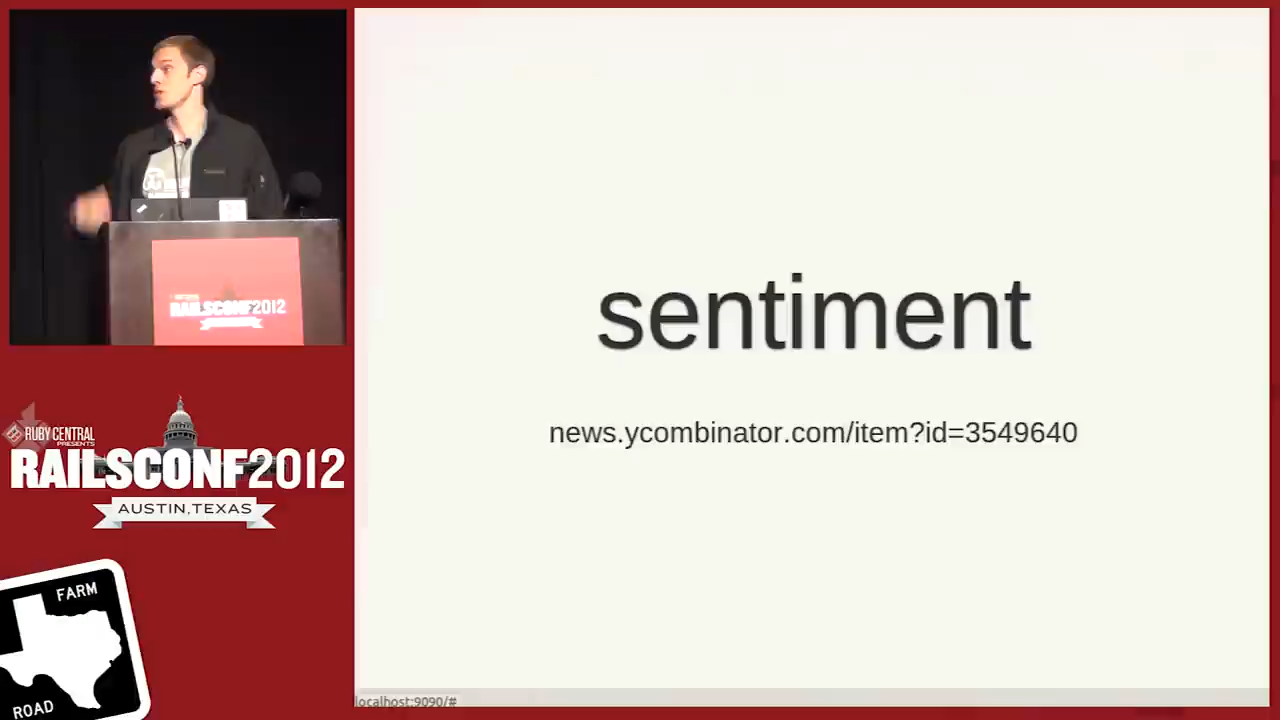 sentiment
news.ycombinator.com/item?id=3549640
localhost:9090/#
RAILSCONF2012
RUBY CENTRAL
PRESENTS
RAILSCONF2012
AUSTIN, TEXAS
FARM
ROAD